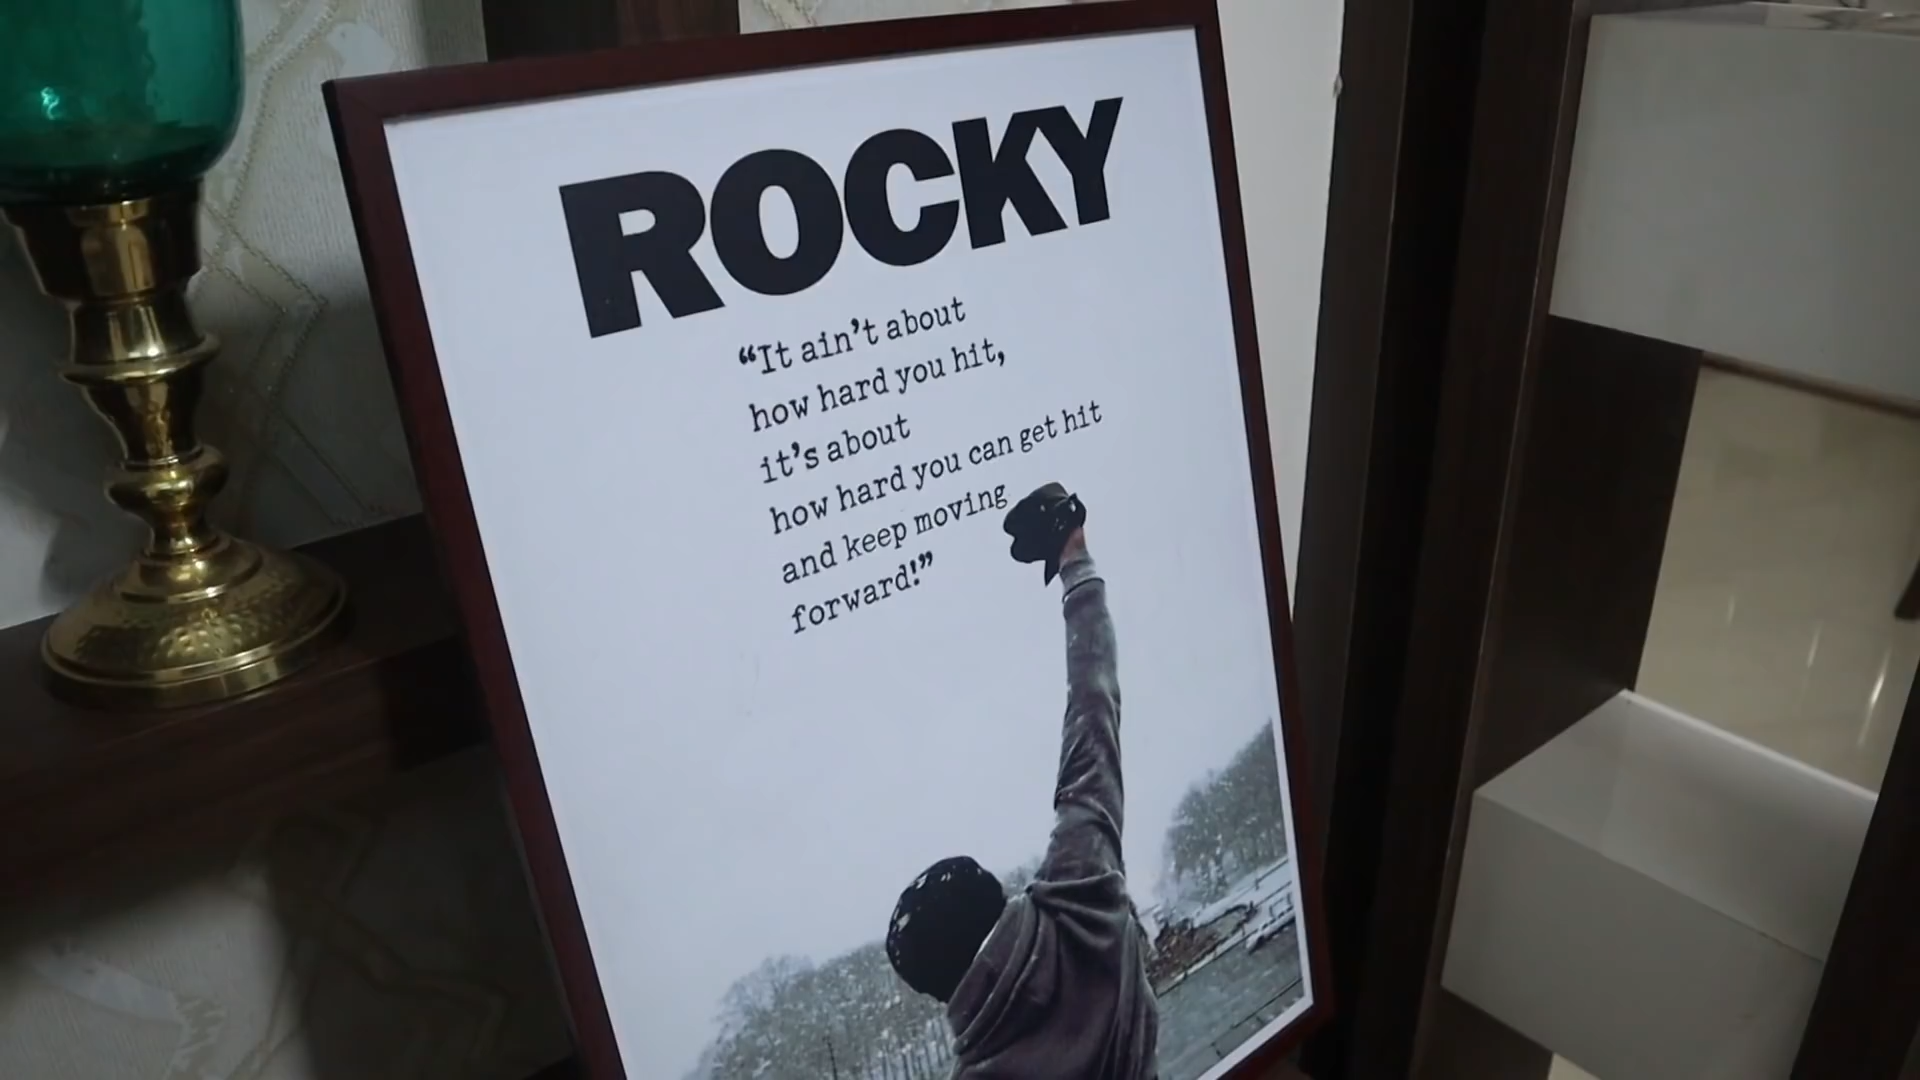 ROCKY
“It ain’t about
how hard you hit,
it’s about
how hard you can get hit
and keep moving
forward!”